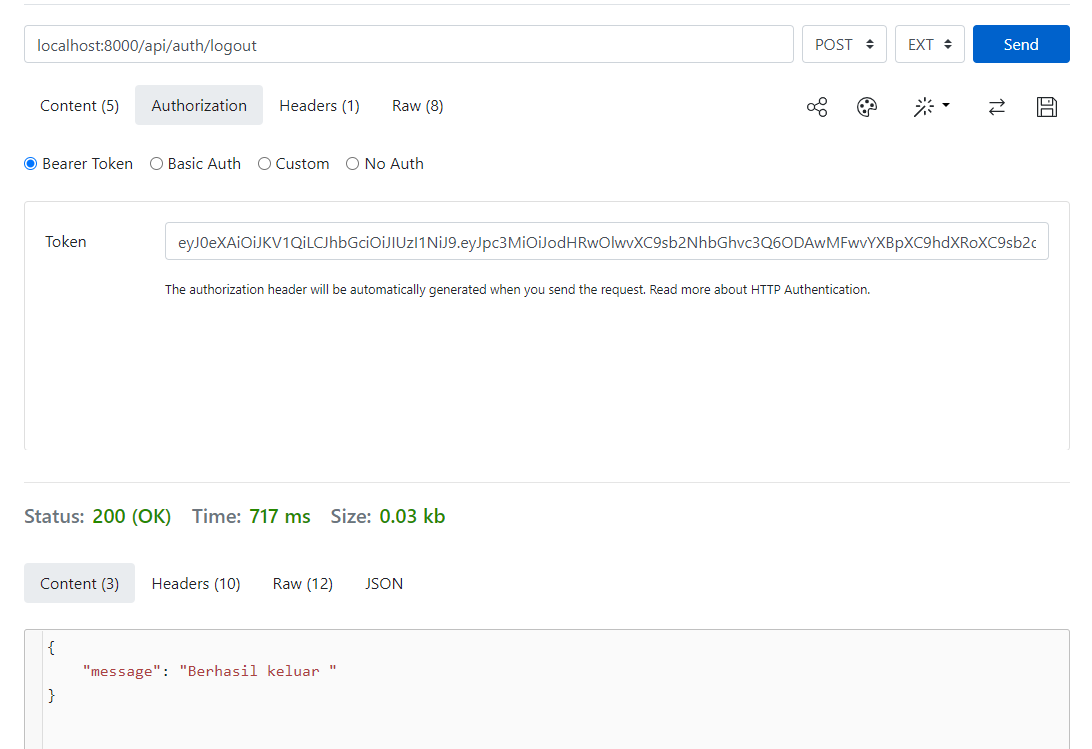 localhost:8000/api/auth/logout POST EXT Send
Content (5) Authorization Headers (1) Raw (8)
Bearer Token Basic Auth Custom No Auth
Token eyJ0eXAiOiJKV1QiLCJhbGciOiJIUzI1NiJ9.eyJpc3MiOiJodHRwOlwvXC9sb2NhbGhvc3Q6ODAwMFwvYXBpXC9hdXRoXC9sb2c
The authorization header will be automatically generated when you send the request. Read more about HTTP Authentication.
Status: 200 (OK) Time: 717 ms Size: 0.03 kb
Content (3) Headers (10) Raw (12) JSON
{
"message": "Berhasil keluar "
}